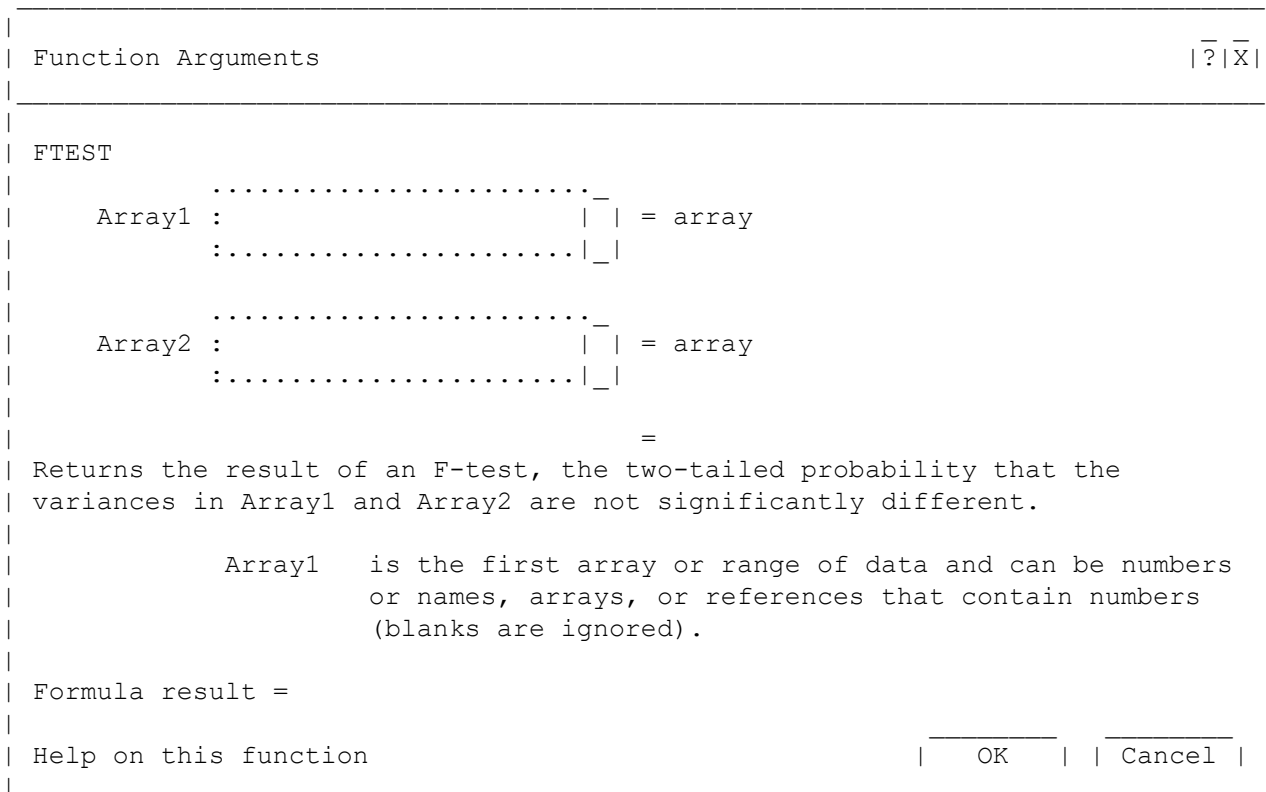 Function Arguments |?|X|
FTEST
Array1 : | | = array
Array2 : | | = array
=
Returns the result of an F-test, the two-tailed probability that the
variances in Array1 and Array2 are not significantly different.
Array1 is the first array or range of data and can be numbers
or names, arrays, or references that contain numbers
(blanks are ignored).
Formula result =
Help on this function | OK | | Cancel |